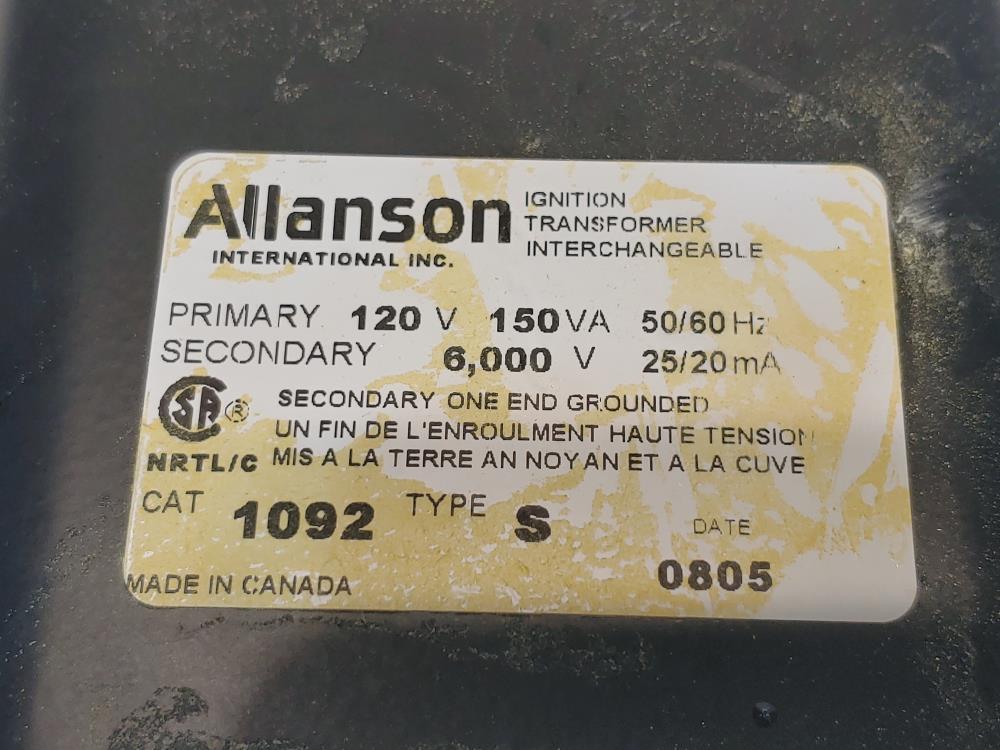 Allanson
INTERNATIONAL INC.
IGNITION
TRANSFORMER
INTERCHANGEABLE
PRIMARY 120 V 150 VA 50/60 Hz
SECONDARY 6,000 V 25/20 mA
SA ®
NRTL/C
SECONDARY ONE END GROUNDED
UN FIN DE L'ENROULMENT HAUTE TENSION
MIS A LA TERRE AN NOYAN ET A LA CUVE
CAT 1092 TYPE S
DATE
0805
MADE IN CANADA